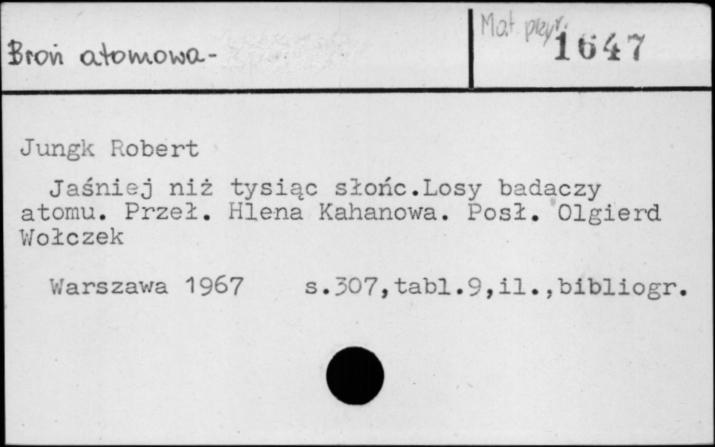 Broń atomowa-
Mat. przyr.
1647
Jungk Robert
Jaśniej niż tysiąc słońc.Losy badaczy
atomu. Przeł. Hlena Kahanowa. Posł. Olgierd
Wołczek
Warszawa 1967 s.307,tabl.9,il.,bibliogr.